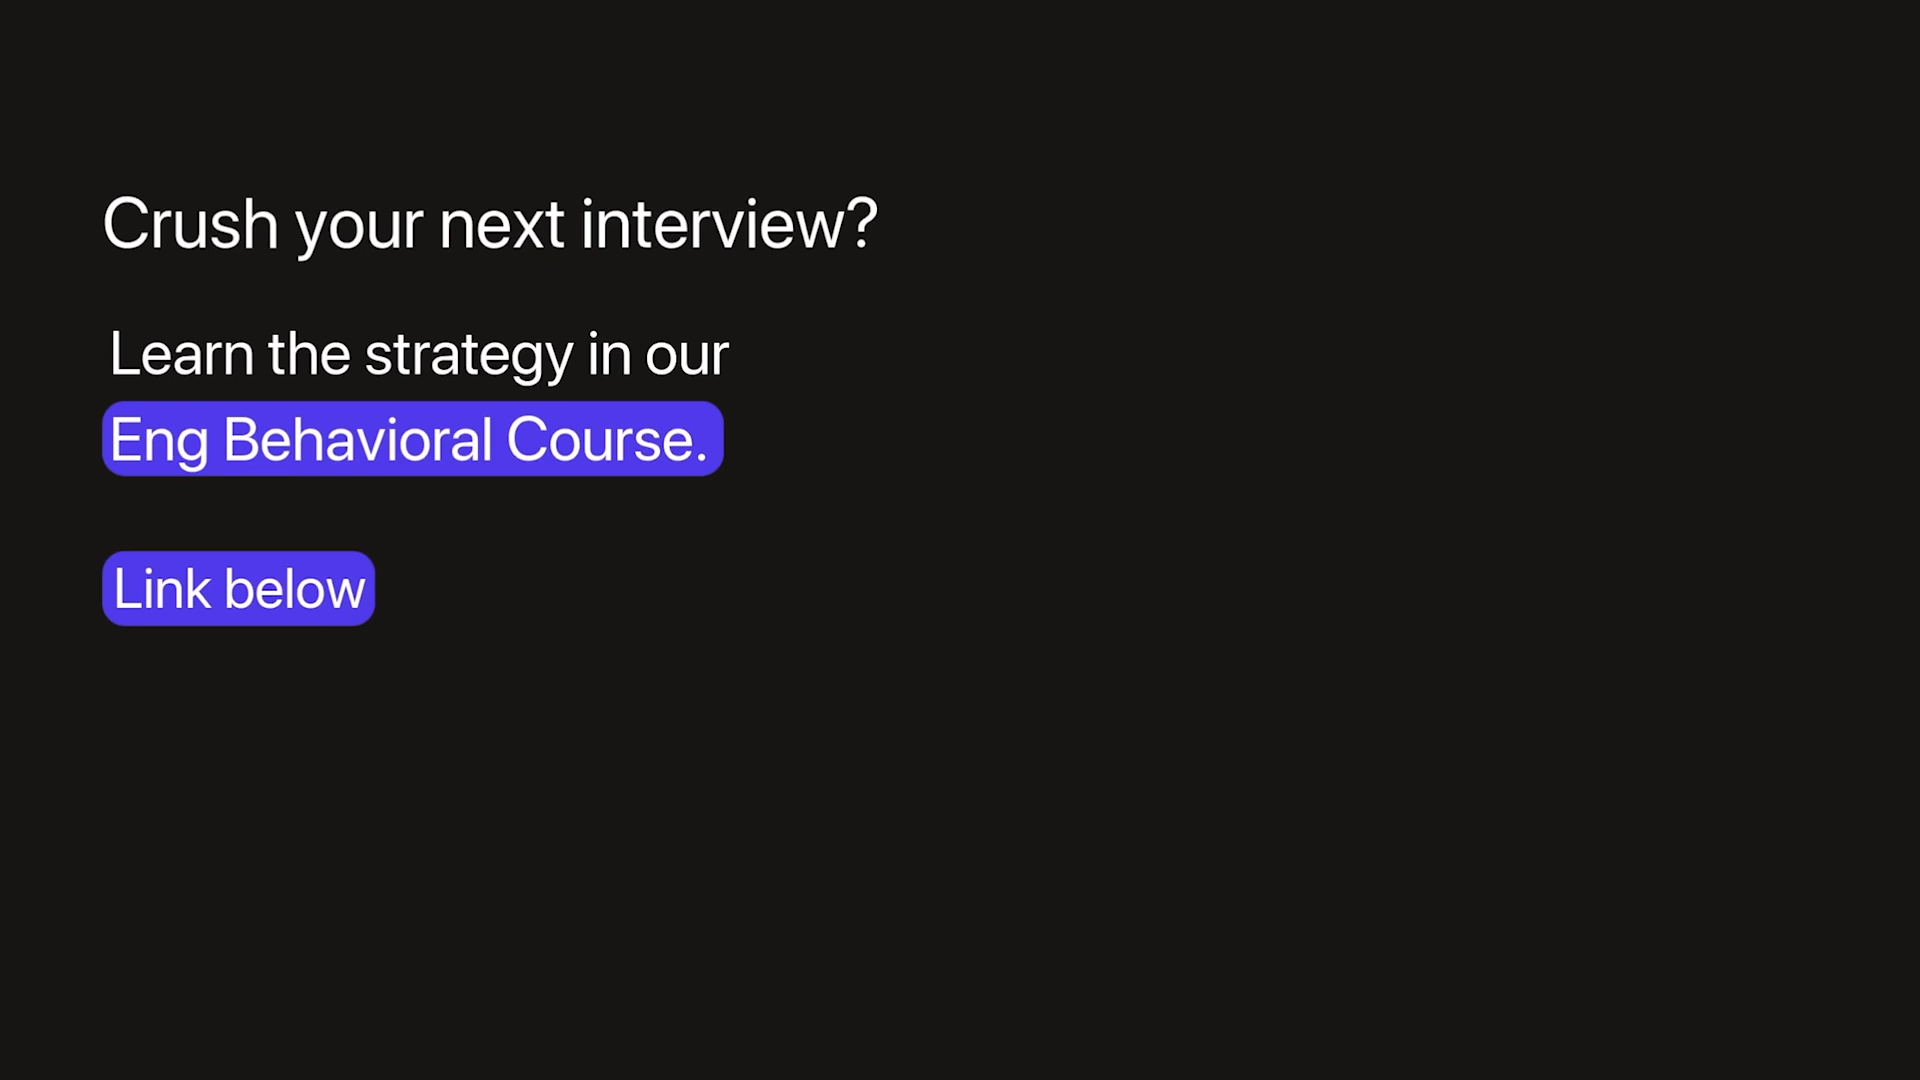 Crush your next interview?
Learn the strategy in our
Eng Behavioral Course.
Link below